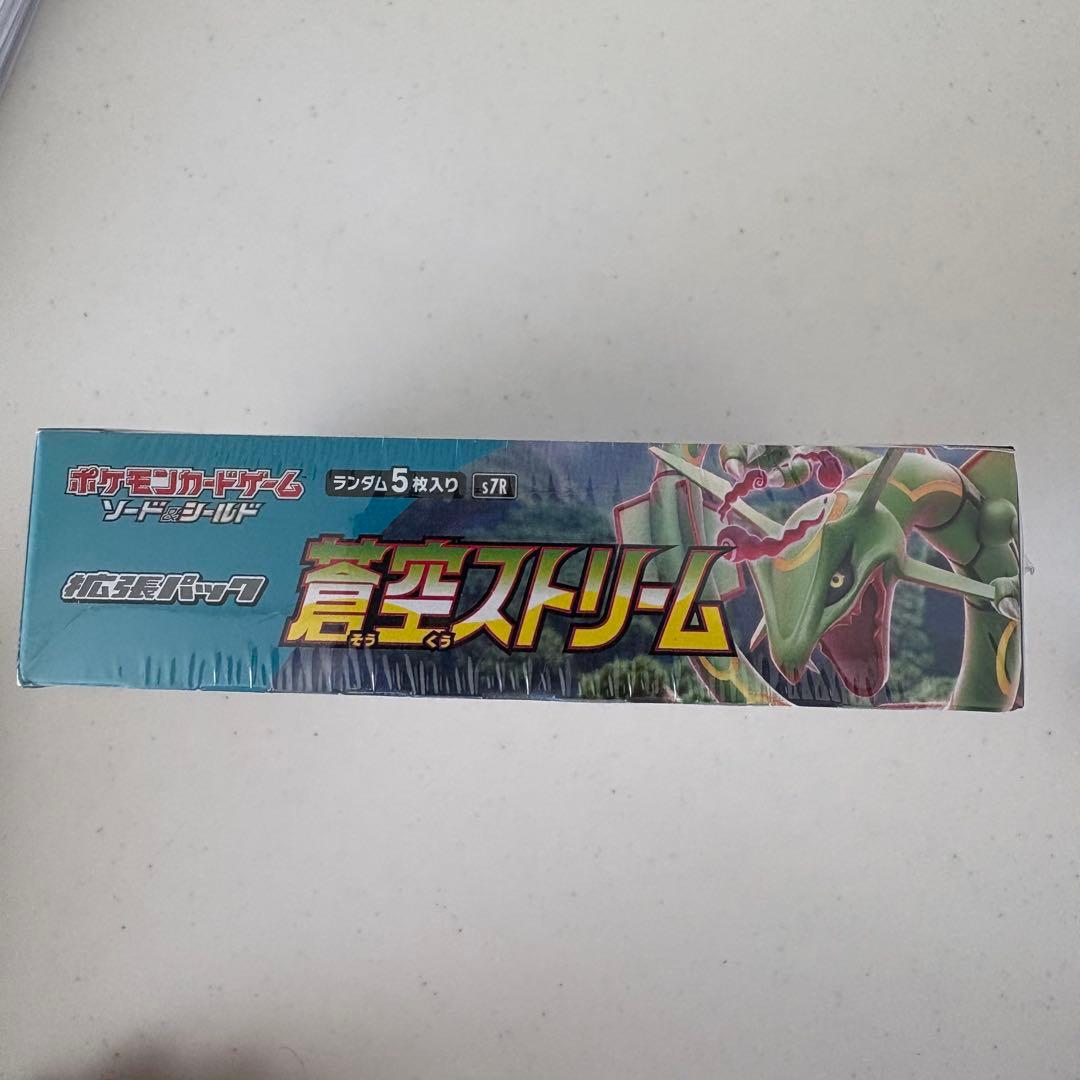 ポケモンカードゲーム
ソード&シールド
ランダム5枚入り s7R
拡張パック
蒼空ストリーム
そう くう